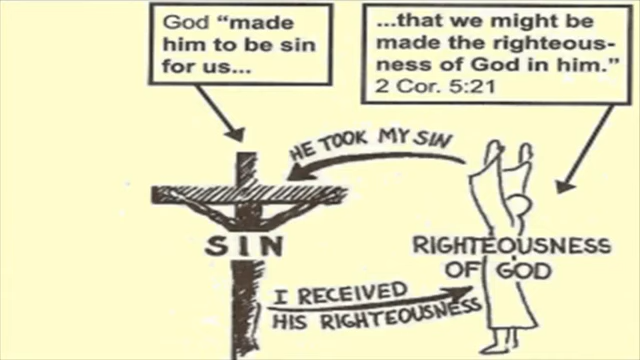 God “made
him to be sin
for us...
...that we might be
made the righteous-
ness of God in him.”
2 Cor. 5:21
HE TOOK MY SIN
SIN
RIGHTEOUSNESS
OF GOD
I RECEIVED
HIS RIGHTEOUSNESS